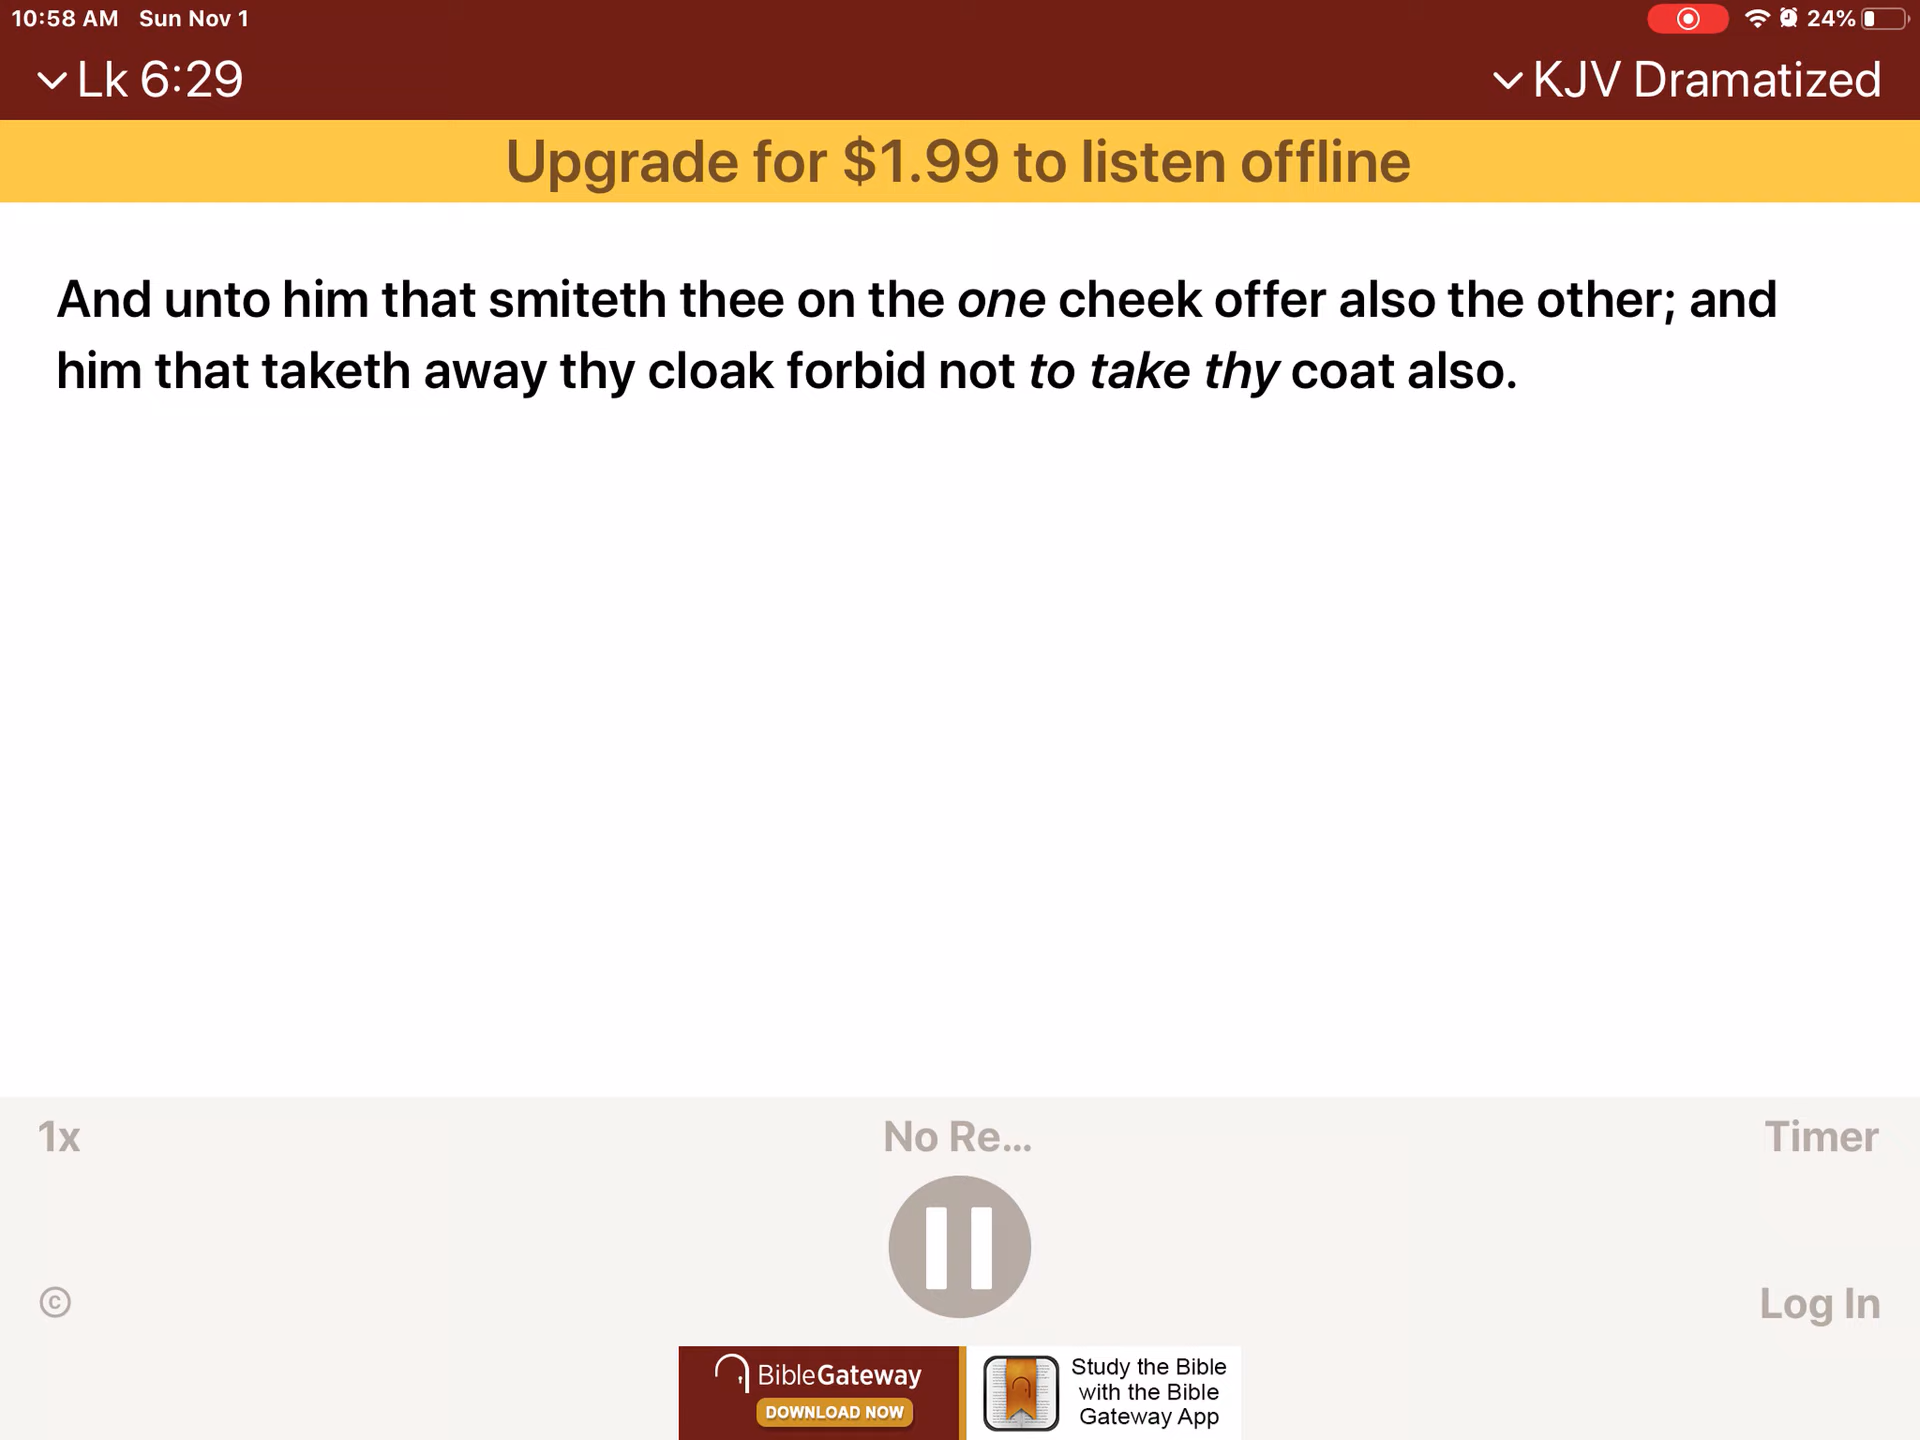 10:58 AM Sun Nov 1
24%
Lk 6:29
KJV Dramatized
Upgrade for $1.99 to listen offline
And unto him that smiteth thee on the one cheek offer also the other; and
him that taketh away thy cloak forbid not to take thy coat also.
1x
No Re...
Timer
©
Log In
BibleGateway
DOWNLOAD NOW
Study the Bible
with the Bible
Gateway App